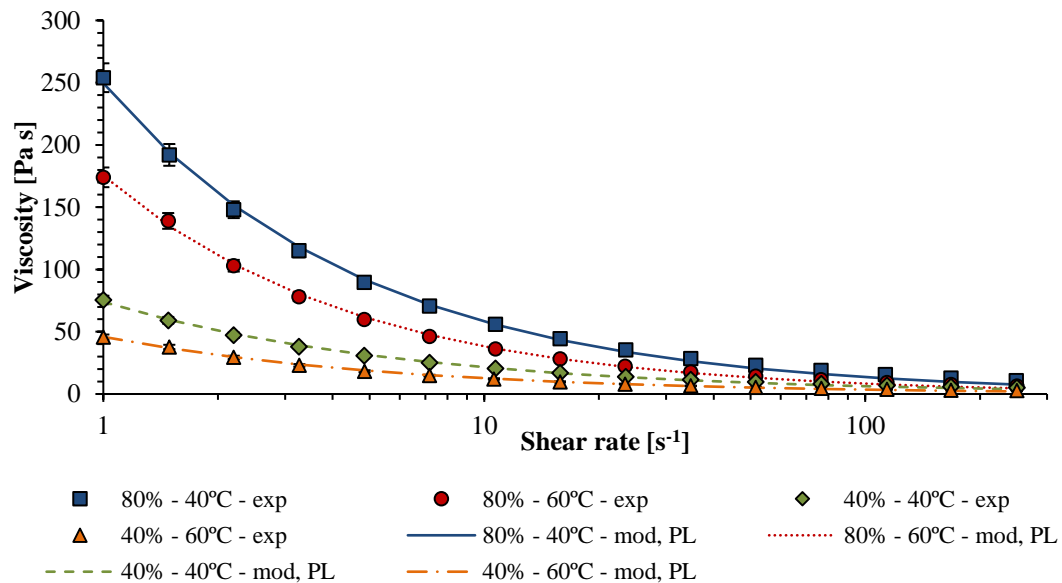 300
250
200
150
100
50
0
Viscosity [Pa s]
1 10 100
Shear rate [s⁻¹]
80% - 40ºC - exp 80% - 60ºC - exp 40% - 40ºC - exp
40% - 60ºC - exp 80% - 40ºC - mod, PL 80% - 60ºC - mod, PL
40% - 40ºC - mod, PL 40% - 60ºC - mod, PL